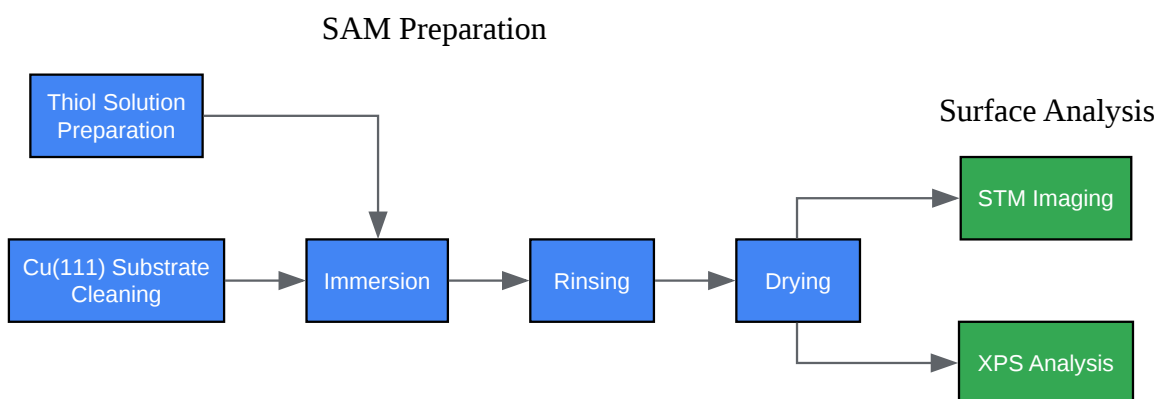 SAM Preparation
Thiol Solution
Preparation
Surface Analysis
STM Imaging
Cu(111) Substrate
Cleaning
Immersion
Rinsing
Drying
XPS Analysis